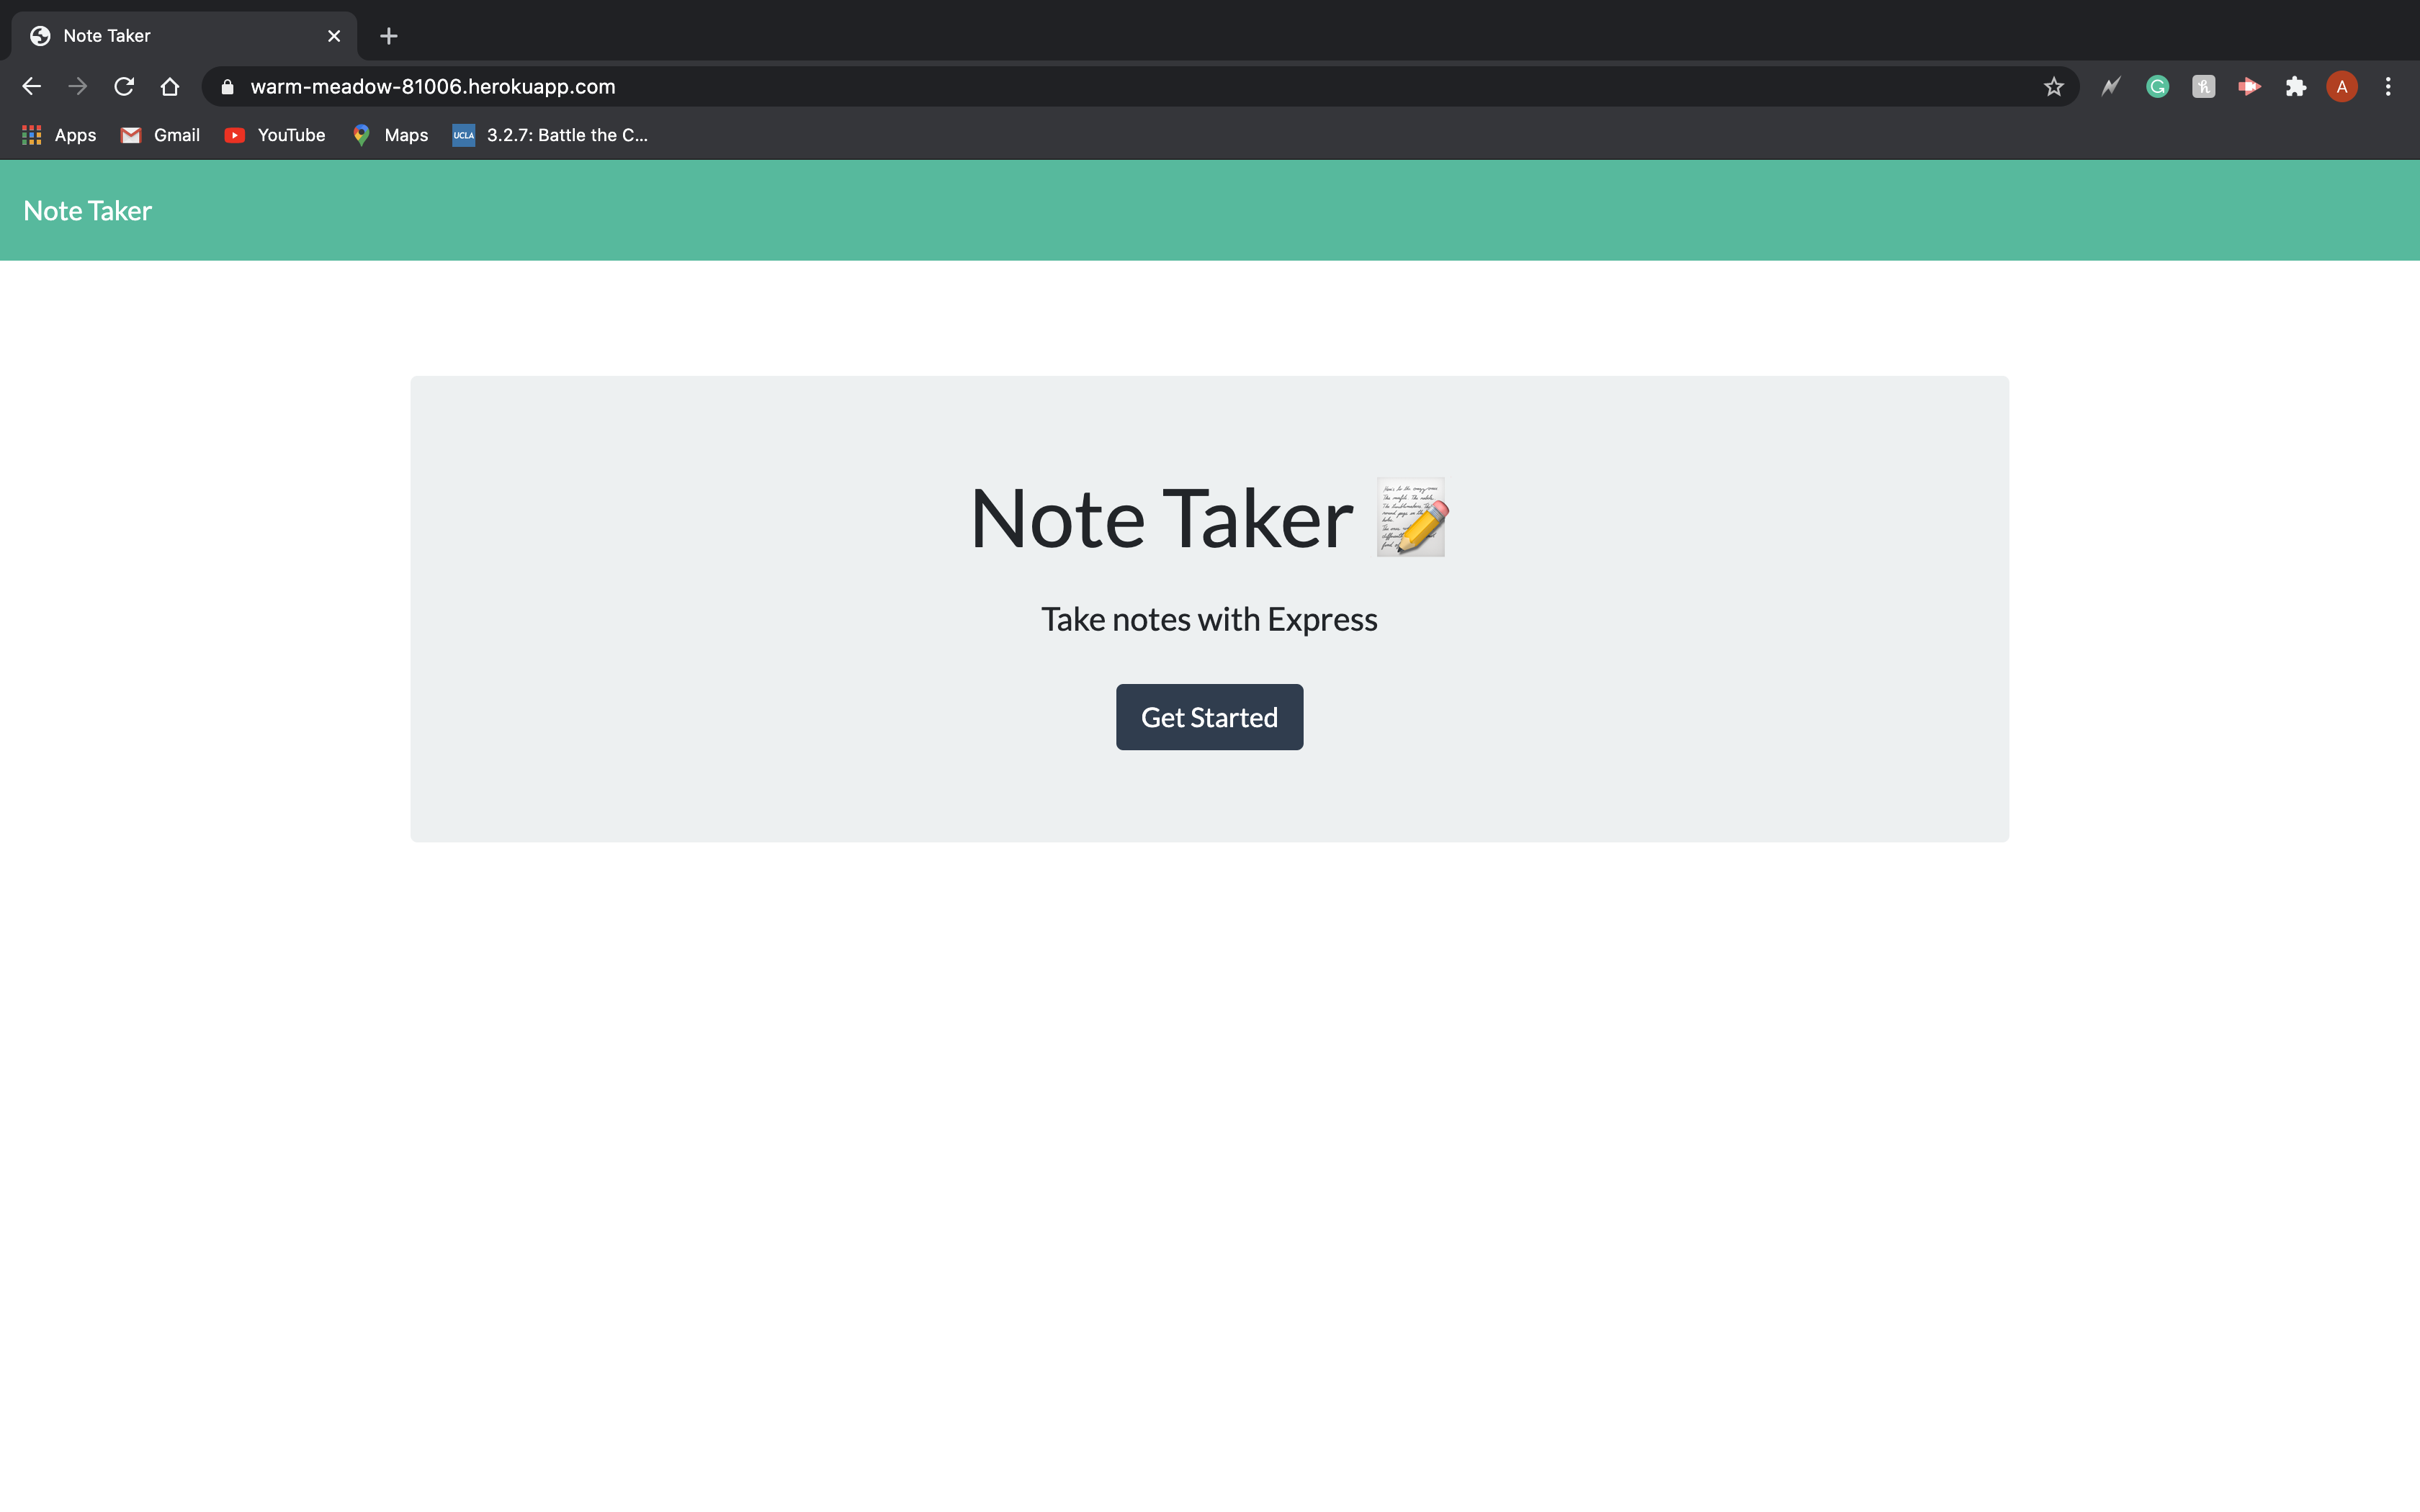 Note Taker
warm-meadow-81006.herokuapp.com
A
Apps Gmail YouTube Maps UCLA 3.2.7: Battle the C...
Note Taker
Note Taker
Take notes with Express
Get Started